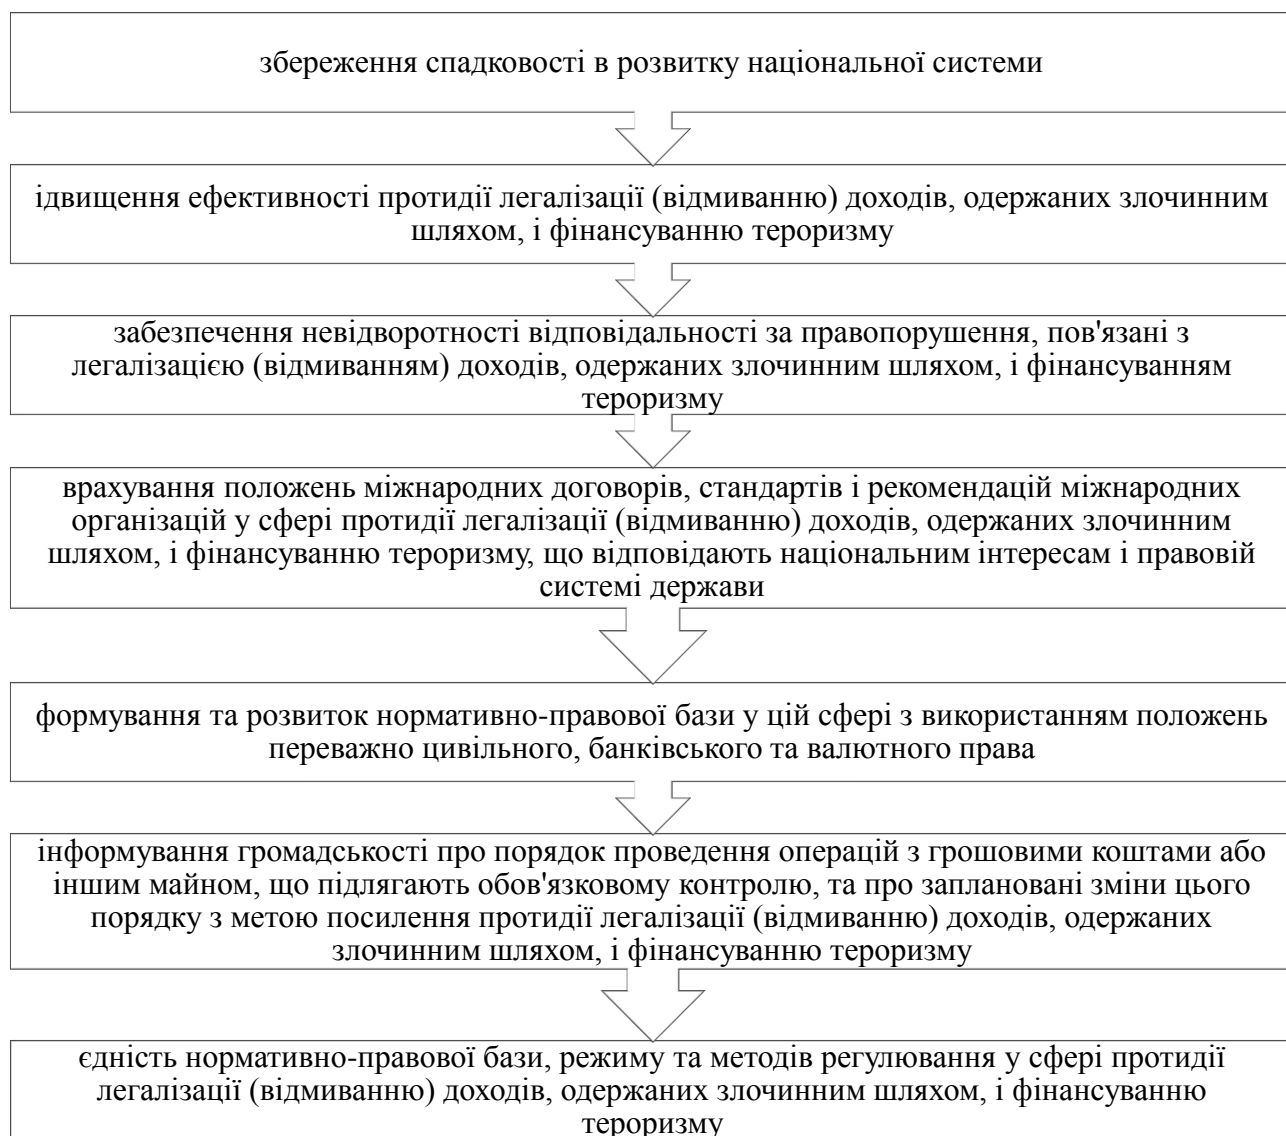 збереження спадковості в розвитку національної системи
ідвищення ефективності протидії легалізації (відмиванню) доходів, одержаних злочинним
шляхом, і фінансуванню тероризму
забезпечення невідворотності відповідальності за правопорушення, пов'язані з
легалізацією (відмиванням) доходів, одержаних злочинним шляхом, і фінансуванням
тероризму
врахування положень міжнародних договорів, стандартів і рекомендацій міжнародних
організацій у сфері протидії легалізації (відмиванню) доходів, одержаних злочинним
шляхом, і фінансуванню тероризму, що відповідають національним інтересам і правовій
системі держави
формування та розвиток нормативно-правової бази у цій сфері з використанням положень
переважно цивільного, банківського та валютного права
інформування громадськості про порядок проведення операцій з грошовими коштами або
іншим майном, що підлягають обов'язковому контролю, та про заплановані зміни цього
порядку з метою посилення протидії легалізації (відмиванню) доходів, одержаних
злочинним шляхом, і фінансуванню тероризму
єдність нормативно-правової бази, режиму та методів регулювання у сфері протидії
легалізації (відмиванню) доходів, одержаних злочинним шляхом, і фінансуванню
тероризму